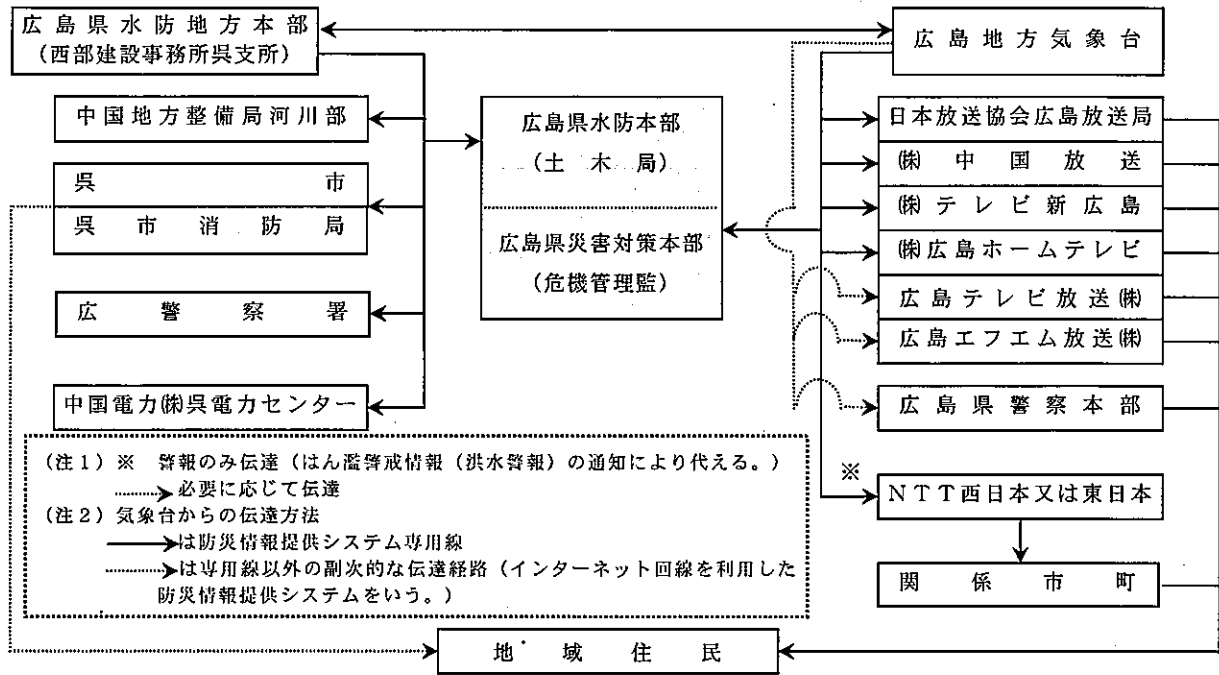 広島県水防地方本部
(西部建設事務所呉支所)
広島地方気象台
中国地方整備局河川部
呉市
呉市消防局
広警察署
中国電力㈱呉電力センター
広島県水防本部
(土木局)
広島県災害対策本部
(危機管理監)
日本放送協会広島放送局
㈱中国放送
㈱テレビ新広島
㈱広島ホームテレビ
広島テレビ放送㈱
広島エフエム放送㈱
広島県警察本部
※
NTT西日本又は東日本
関係市町
(注1)※ 警報のみ伝達(はん濫警戒情報(洪水警報)の通知により代える。)
必要に応じて伝達
(注2)気象台からの伝達方法
は防災情報提供システム専用線
は専用線以外の副次的な伝達経路(インターネット回線を利用した
防災情報提供システムをいう。)
地域住民